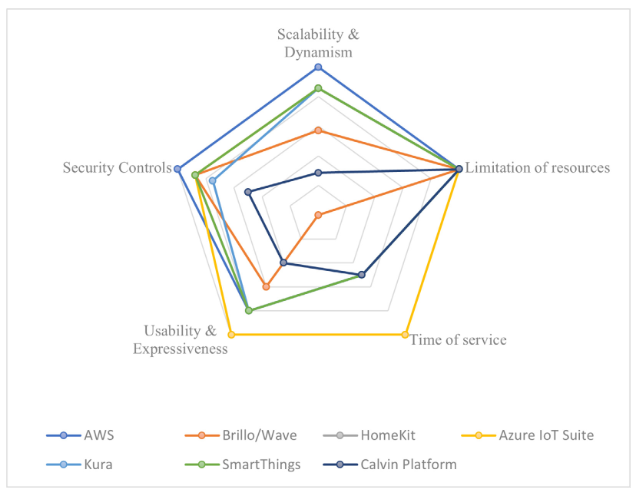 Scalability &
Dynamism
Security Controls
Limitation of resources
Usability &
Expressiveness
Time of service
AWS
Brillo/Wave
HomeKit
Azure IoT Suite
Kura
SmartThings
Calvin Platform